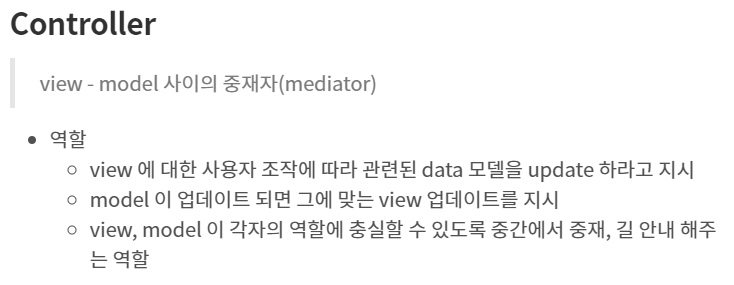 Controller
view - model 사이의 중재자(mediator)
역할
view 에 대한 사용자 조작에 따라 관련된 data 모델을 update 하라고 지시
model 이 업데이트 되면 그에 맞는 view 업데이트를 지시
view, model 이 각자의 역할에 충실할 수 있도록 중간에서 중재, 길 안내 해주
는 역할